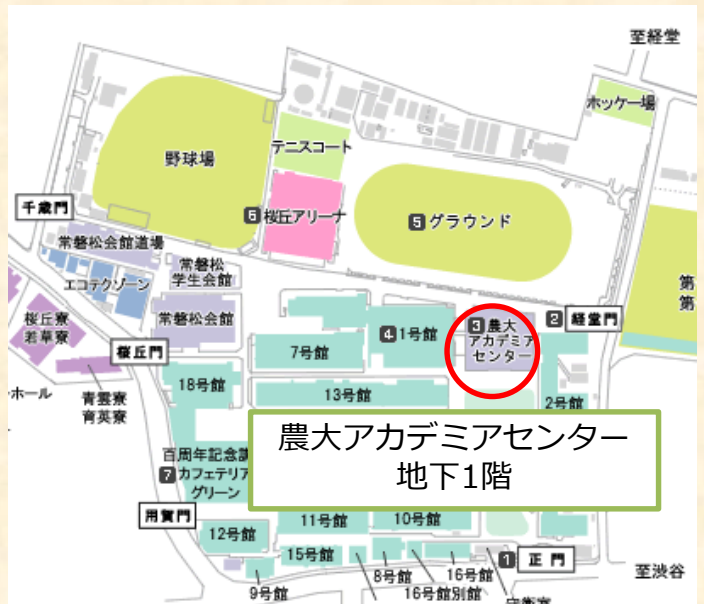 至経堂
ホッケー場
テニスコート
野球場
6 桜丘アリーナ
5 グラウンド
千歳門
常磐松会館道場
常磐松
学生会館
エコテクゾーン
第
第
桜丘寮
若草寮
常磐松会館
4 1号館
3 農大
アカデミア
センター
2 経堂門
桜丘門
7号館
ホール
青雲寮
育英寮
18号館
13号館
2号館
農大アカデミアセンター
地下1階
百周年記念講
7 カフェテリア
グリーン
用賀門
12号館
11号館
10号館
15号館
8号館
16号館
1 正門
至渋谷
9号館
16号館別館
守衛室